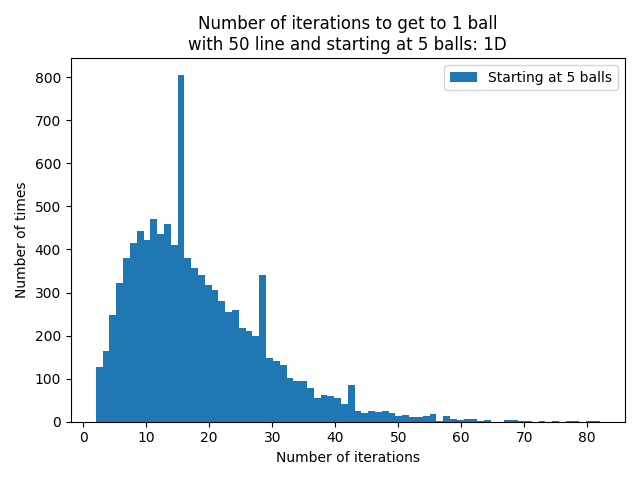 Number of iterations to get to 1 ball
with 50 line and starting at 5 balls: 1D
Starting at 5 balls
Number of times
800
700
600
500
400
300
200
100
0
0 10 20 30 40 50 60 70 80
Number of iterations